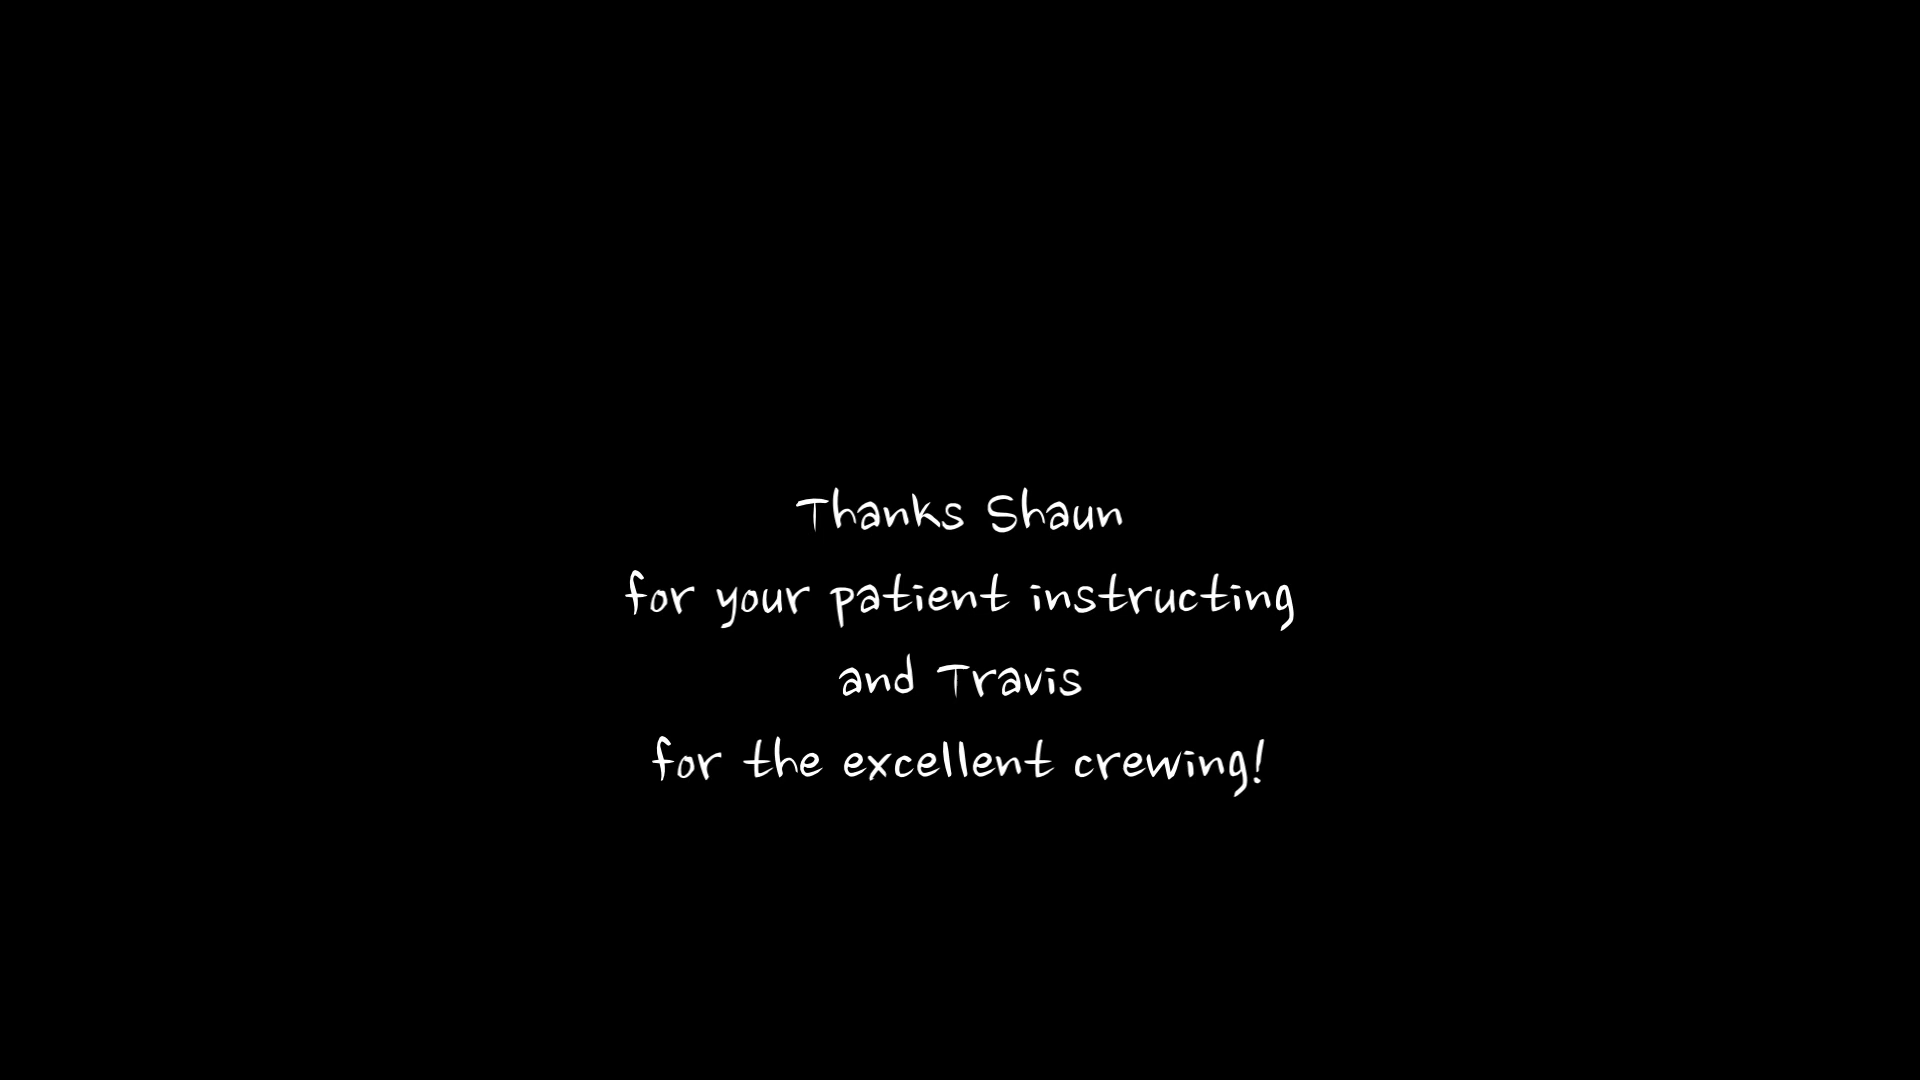 Thanks Shaun
for your patient instructing
and Travis
for the excellent crewing!